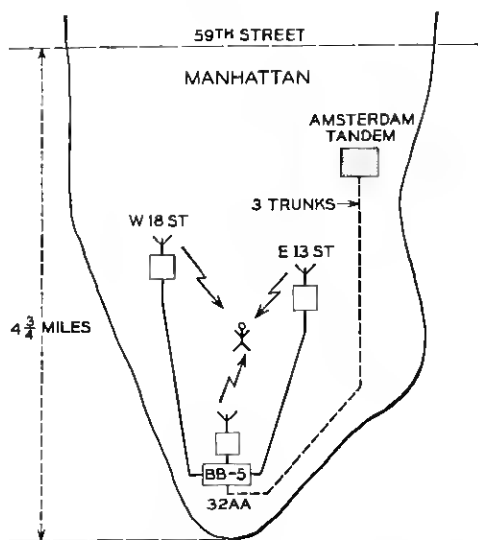 59TH STREET
MANHATTAN
AMSTERDAM
TANDEM
3 TRUNKS
W 18 ST
E 13 ST
4 3/4 MILES
BB-5
32AA